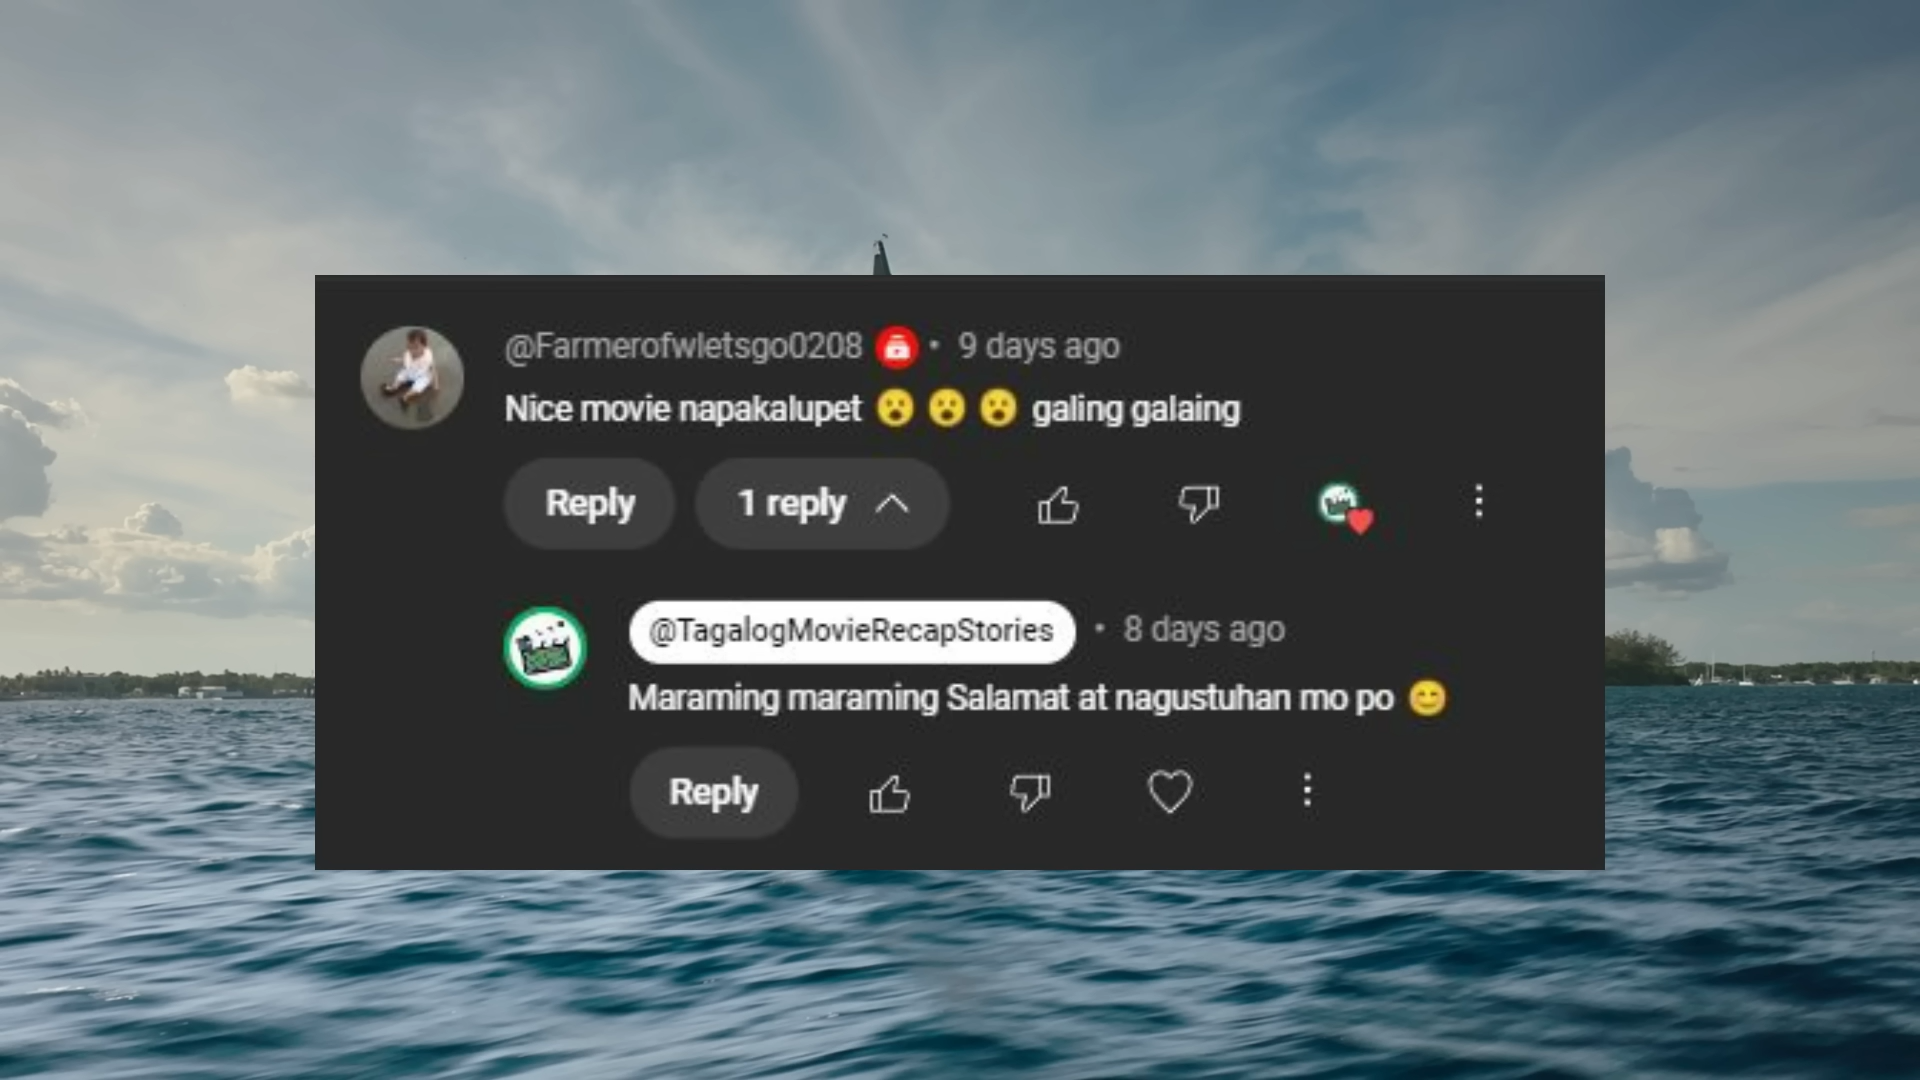 @Farmerofwletsgo0208 • 9 days ago
Nice movie napakalupet 😮 😮 😮 galing galaing
Reply 1 reply
@TagalogMovieRecapStories • 8 days ago
Maraming maraming Salamat at nagustuhan mo po 😊
Reply